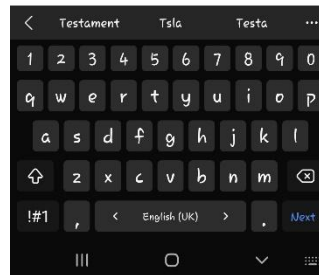 < Testament Tsla Testa ...
1 2 3 4 5 6 7 8 9 0
q w e r t y u i o p
a s d f g h j k l
z x c v b n m
!#1 , < English (UK) > . Next